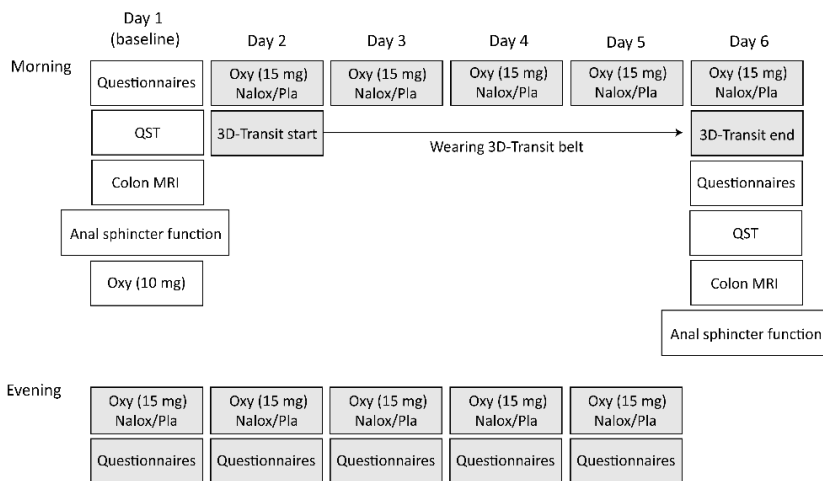 Day 1
(baseline)
Day 2
Day 3
Day 4
Day 5
Day 6
Morning
Questionnaires
Oxy (15 mg)
Nalox/Pla
Oxy (15 mg)
Nalox/Pla
Oxy (15 mg)
Nalox/Pla
Oxy (15 mg)
Nalox/Pla
Oxy (15 mg)
Nalox/Pla
QST
3D-Transit start
Wearing 3D-Transit belt
3D-Transit end
Colon MRI
Questionnaires
Anal sphincter function
QST
Oxy (10 mg)
Colon MRI
Anal sphincter function
Evening
Oxy (15 mg)
Nalox/Pla
Oxy (15 mg)
Nalox/Pla
Oxy (15 mg)
Nalox/Pla
Oxy (15 mg)
Nalox/Pla
Oxy (15 mg)
Nalox/Pla
Questionnaires
Questionnaires
Questionnaires
Questionnaires
Questionnaires